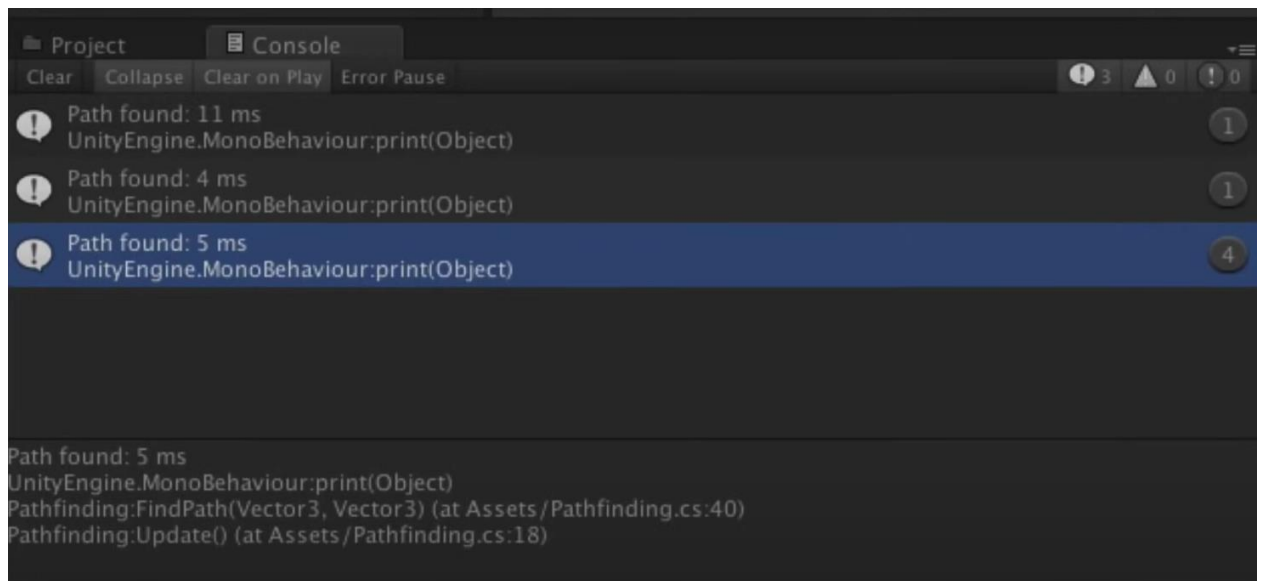 Project Console
Clear Collapse Clear on Play Error Pause 3 0 0
Path found: 11 ms
UnityEngine.MonoBehaviour:print(Object)
1
Path found: 4 ms
UnityEngine.MonoBehaviour:print(Object)
1
Path found: 5 ms
UnityEngine.MonoBehaviour:print(Object)
4
Path found: 5 ms
UnityEngine.MonoBehaviour:print(Object)
Pathfinding:FindPath(Vector3, Vector3) (at Assets/Pathfinding.cs:40)
Pathfinding:Update() (at Assets/Pathfinding.cs:18)